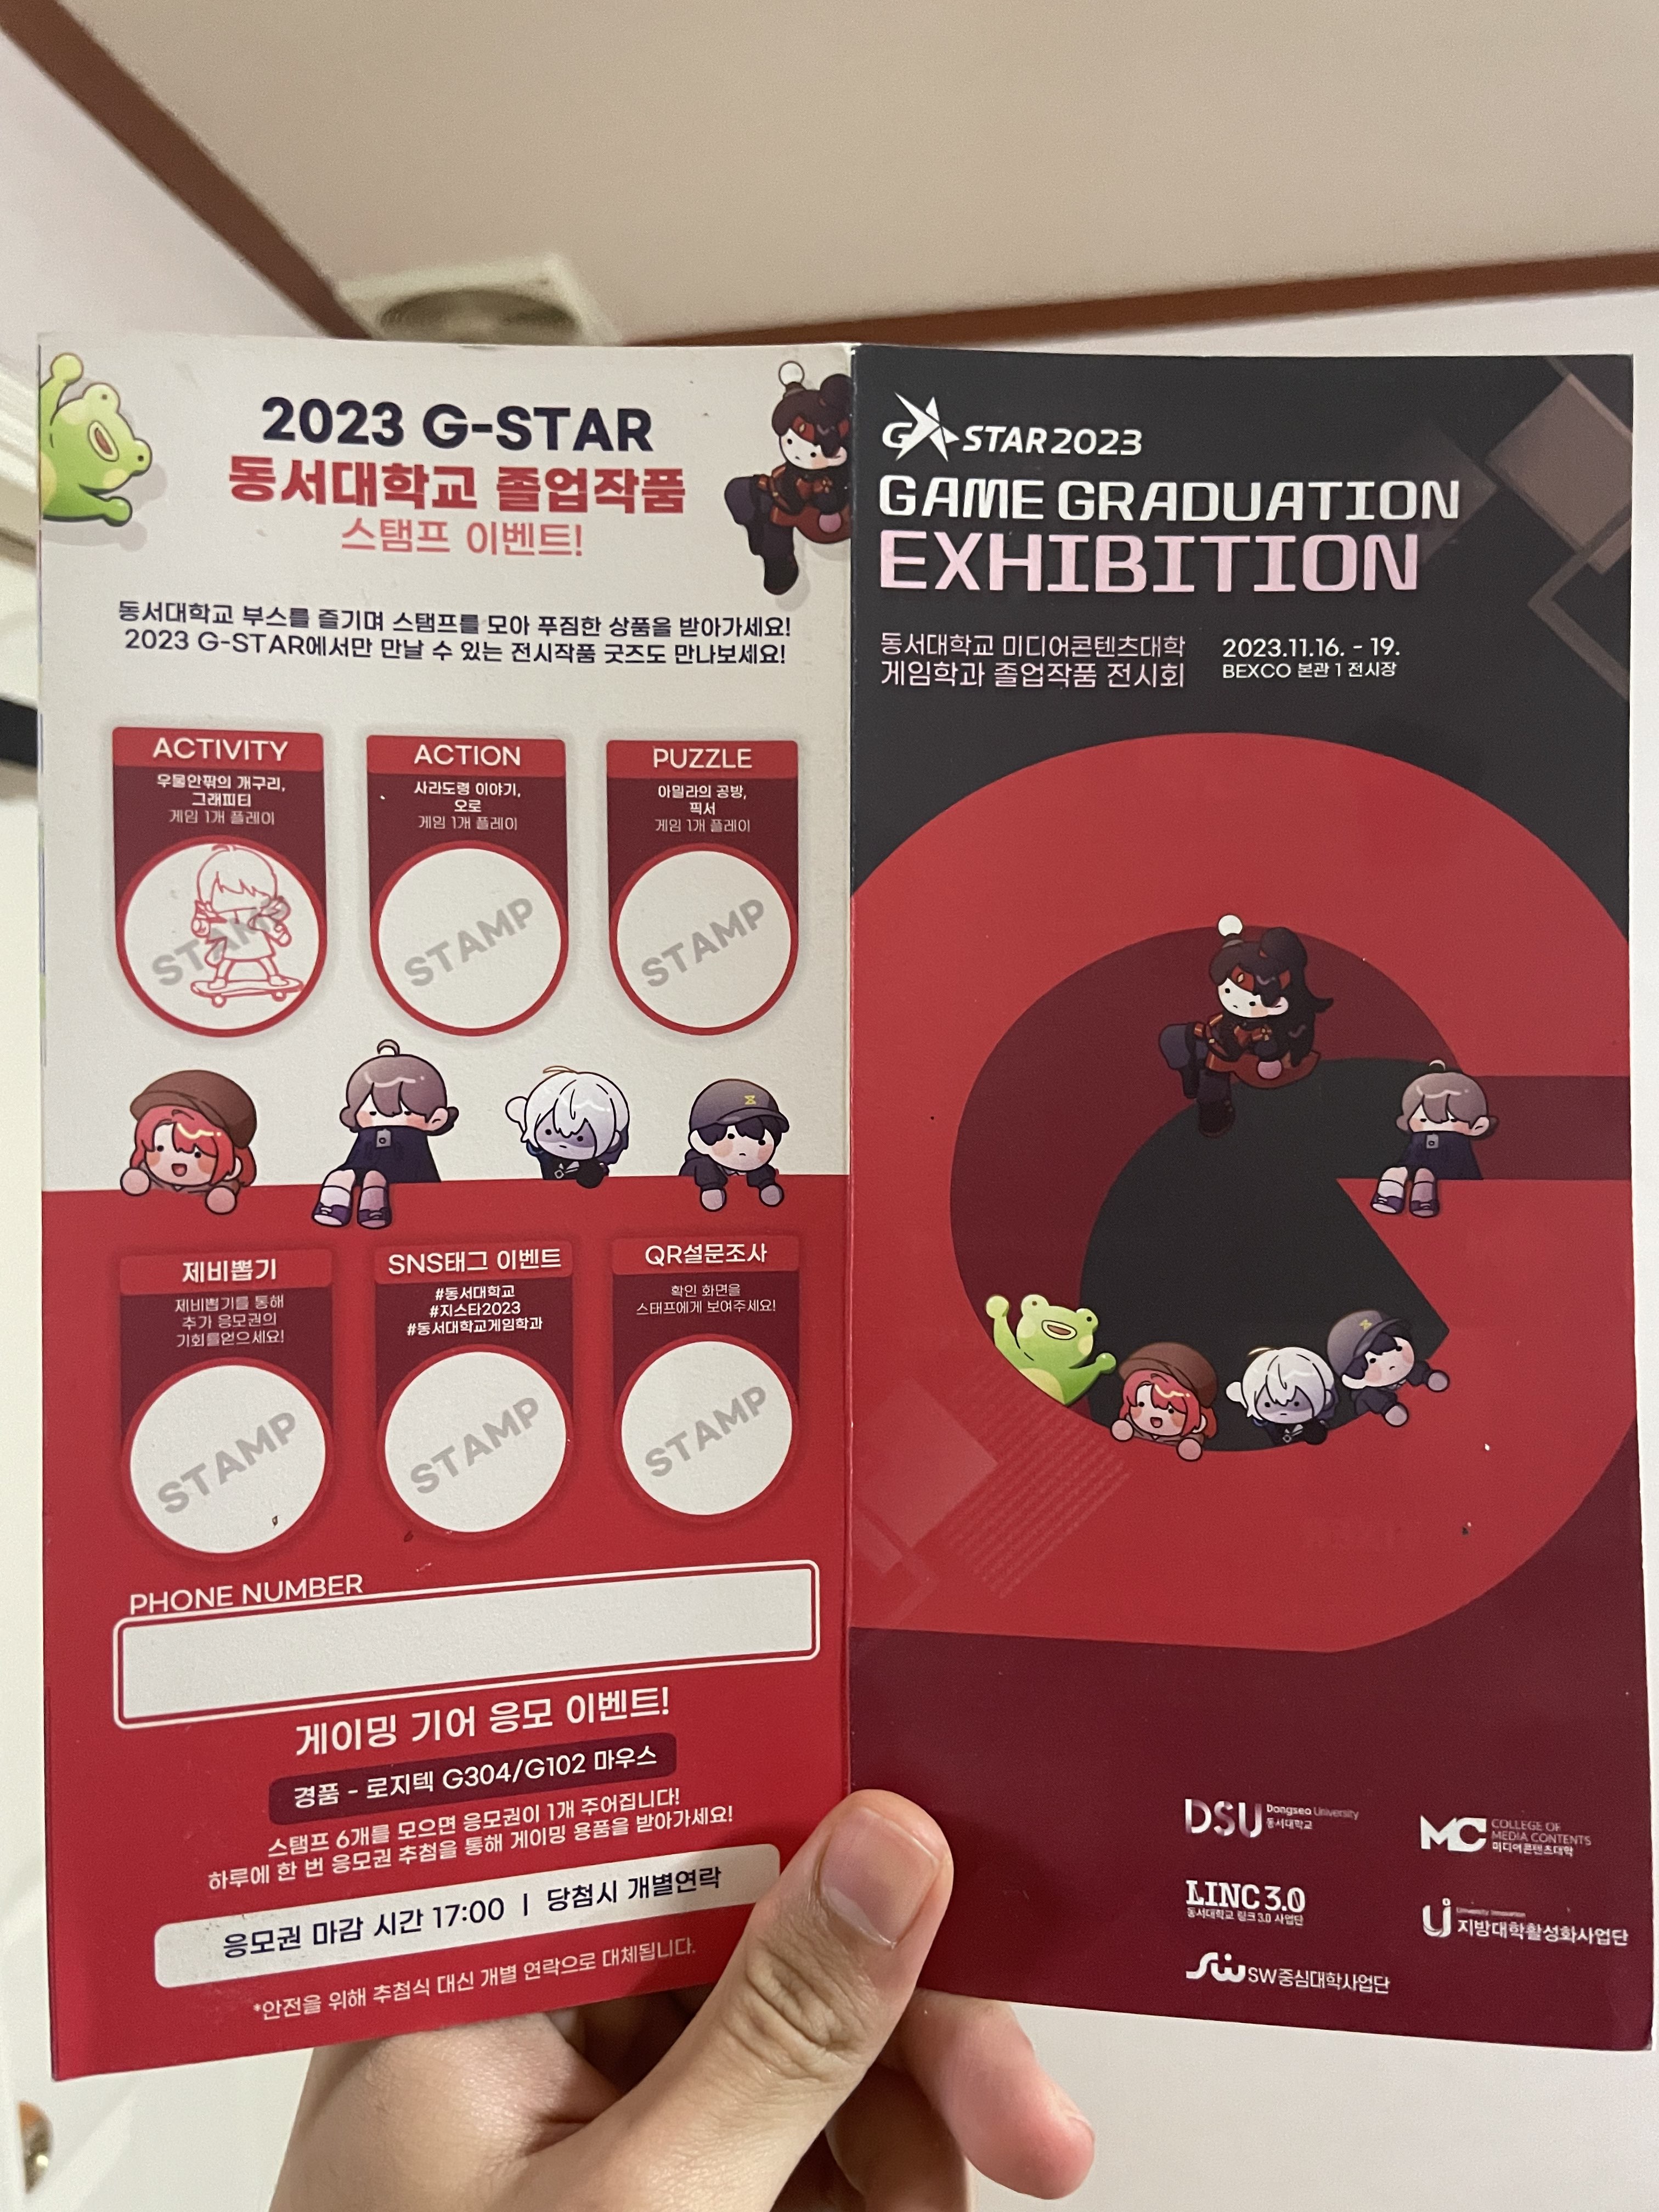 2023 G-STAR
동서대학교 졸업작품
스탬프 이벤트!
동서대학교 부스를 즐기며 스탬프를 모아 푸짐한 상품을 받아가세요!
2023 G-STAR에서만 만날 수 있는 전시작품 굿즈도 만나보세요!
ACTIVITY
우물안팎의 개구리,
그래피티
게임 1개 플레이
STAMP
ACTION
사라도령 이야기,
오로
게임 1개 플레이
STAMP
PUZZLE
아밀라의 공방,
픽서
게임 1개 플레이
STAMP
제비뽑기
제비뽑기를 통해
추가 응모권의
기회를얻으세요!
STAMP
SNS태그 이벤트
#동서대학교
#지스타2023
#동서대학교게임학과
STAMP
QR설문조사
확인 화면을
스태프에게 보여주세요!
STAMP
PHONE NUMBER
게이밍 기어 응모 이벤트!
경품 - 로지텍 G304/G102 마우스
스탬프 6개를 모으면 응모권이 1개 주어집니다!
하루에 한 번 응모권 추첨을 통해 게이밍 용품을 받아가세요!
응모권 마감 시간 17:00 | 당첨시 개별연락
*안전을 위해 추첨식 대신 개별 연락으로 대체됩니다.
G STAR 2023
GAME GRADUATION
EXHIBITION
동서대학교 미디어콘텐츠대학
게임학과 졸업작품 전시회
2023.11.16. - 19.
BEXCO 본관 1 전시장
DSU
Dongseo University
동서대학교
MC
COLLEGE OF
MEDIA CONTENTS
미디어콘텐츠대학
LINC 3.0
동서대학교 링크 3.0 사업단
University Innovation
지방대학활성화사업단
SW중심대학사업단